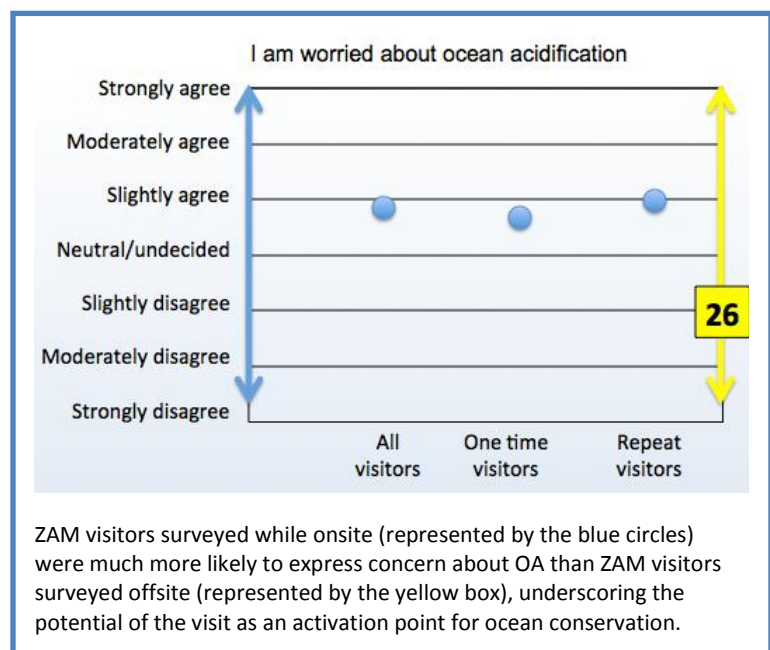 I am worried about ocean acidification
Strongly agree
Moderately agree
Slightly agree
Neutral/undecided
Slightly disagree
26
Moderately disagree
Strongly disagree
All visitors
One time visitors
Repeat visitors
ZAM visitors surveyed while onsite (represented by the blue circles)
were much more likely to express concern about OA than ZAM visitors
surveyed offsite (represented by the yellow box), underscoring the
potential of the visit as an activation point for ocean conservation.